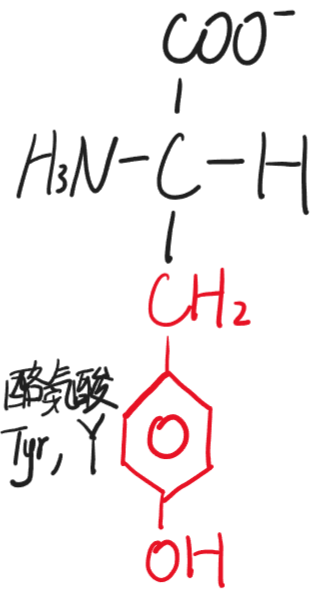 COO⁻
H₃N-C-H
CH₂
酪氨酸
Tyr, Y
OH